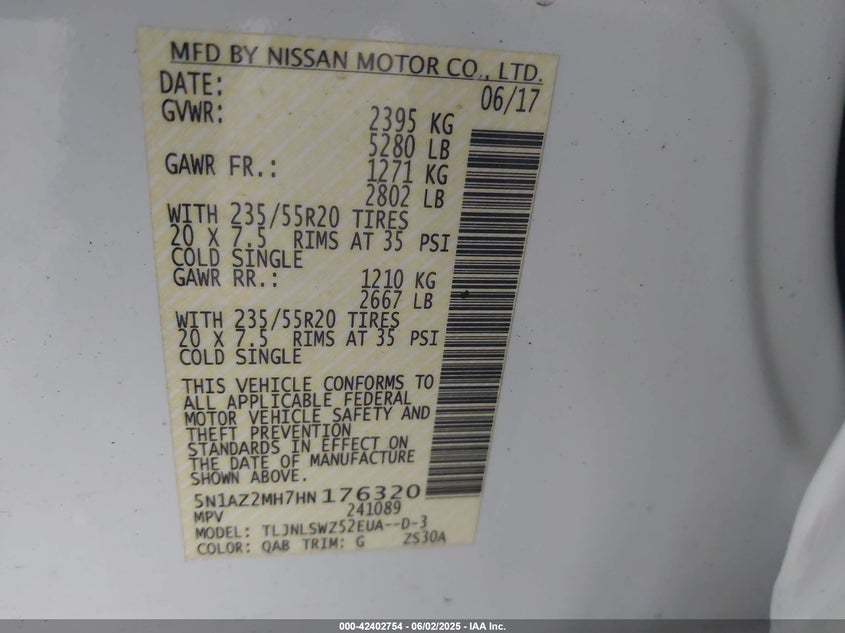 MFD BY NISSAN MOTOR CO., LTD.
DATE: 06/17
GVWR: 2395 KG
5280 LB
GAWR FR.: 1271 KG
2802 LB
WITH 235/55R20 TIRES
20 X 7.5 RIMS AT 35 PSI
COLD SINGLE
GAWR RR.: 1210 KG
2667 LB
WITH 235/55R20 TIRES
20 X 7.5 RIMS AT 35 PSI
COLD SINGLE
THIS VEHICLE CONFORMS TO
ALL APPLICABLE FEDERAL
MOTOR VEHICLE SAFETY AND
THEFT PREVENTION
STANDARDS IN EFFECT ON
THE DATE OF MANUFACTURE
SHOWN ABOVE.
5N1AZ2MH7HN176320
MPV 241089
MODEL: TLJNLSWZ52EUA--D-3
COLOR: QAB TRIM: G ZS30A
000-42402754 - 06/02/2025 - IAA Inc.